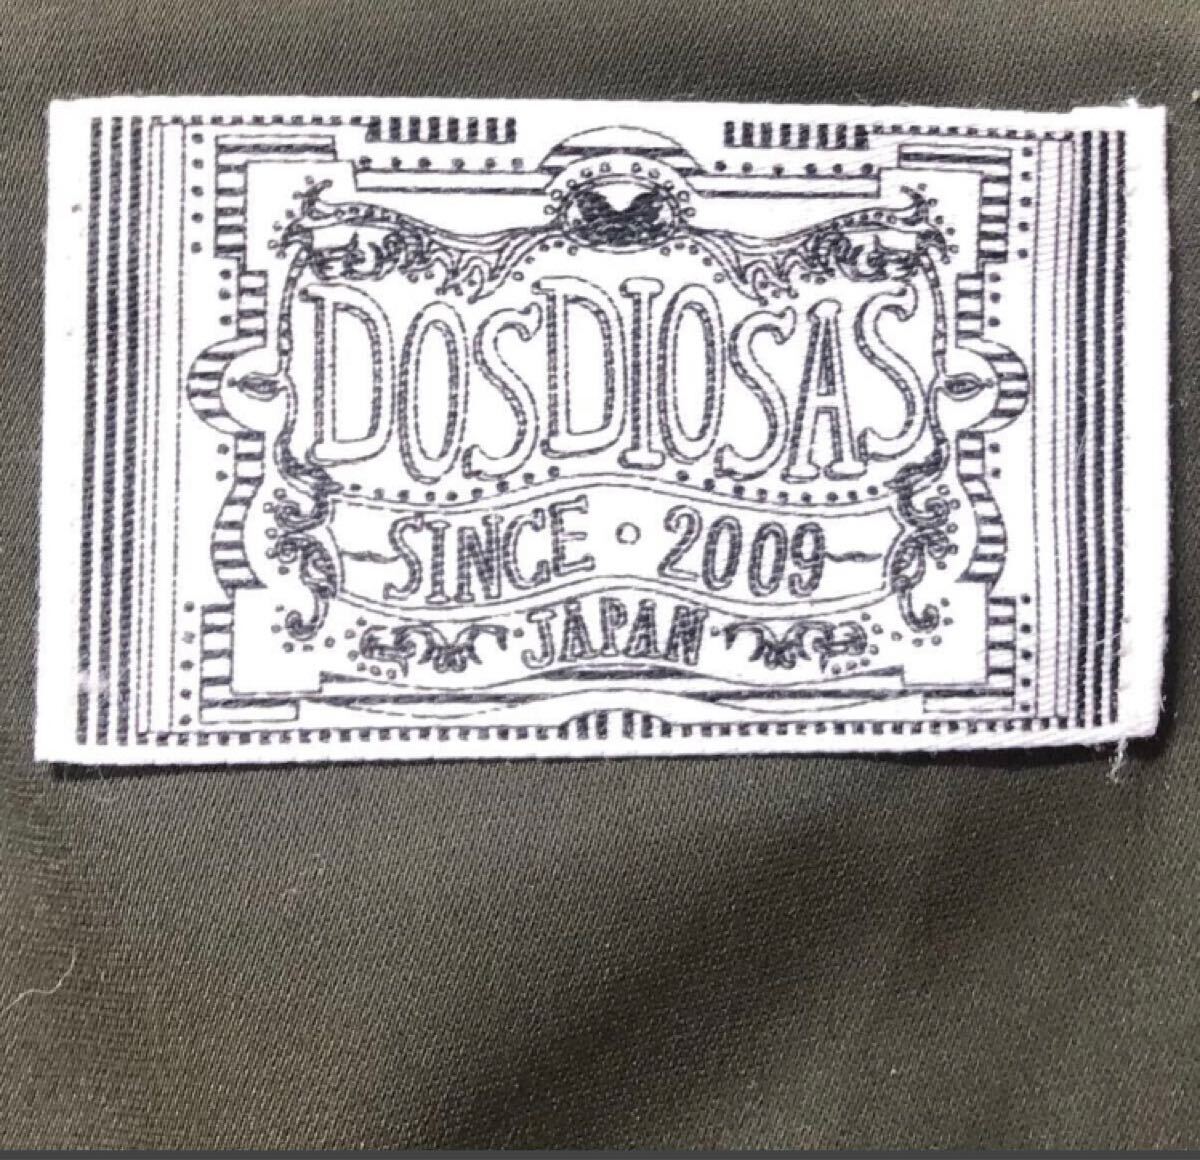 DOSDIOSAS
SINCE • 2009
JAPAN